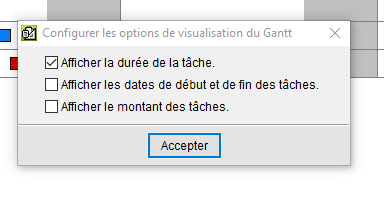 Configurer les options de visualisation du Gantt
Afficher la durée de la tâche.
Afficher les dates de début et de fin des tâches.
Afficher le montant des tâches.
Accepter